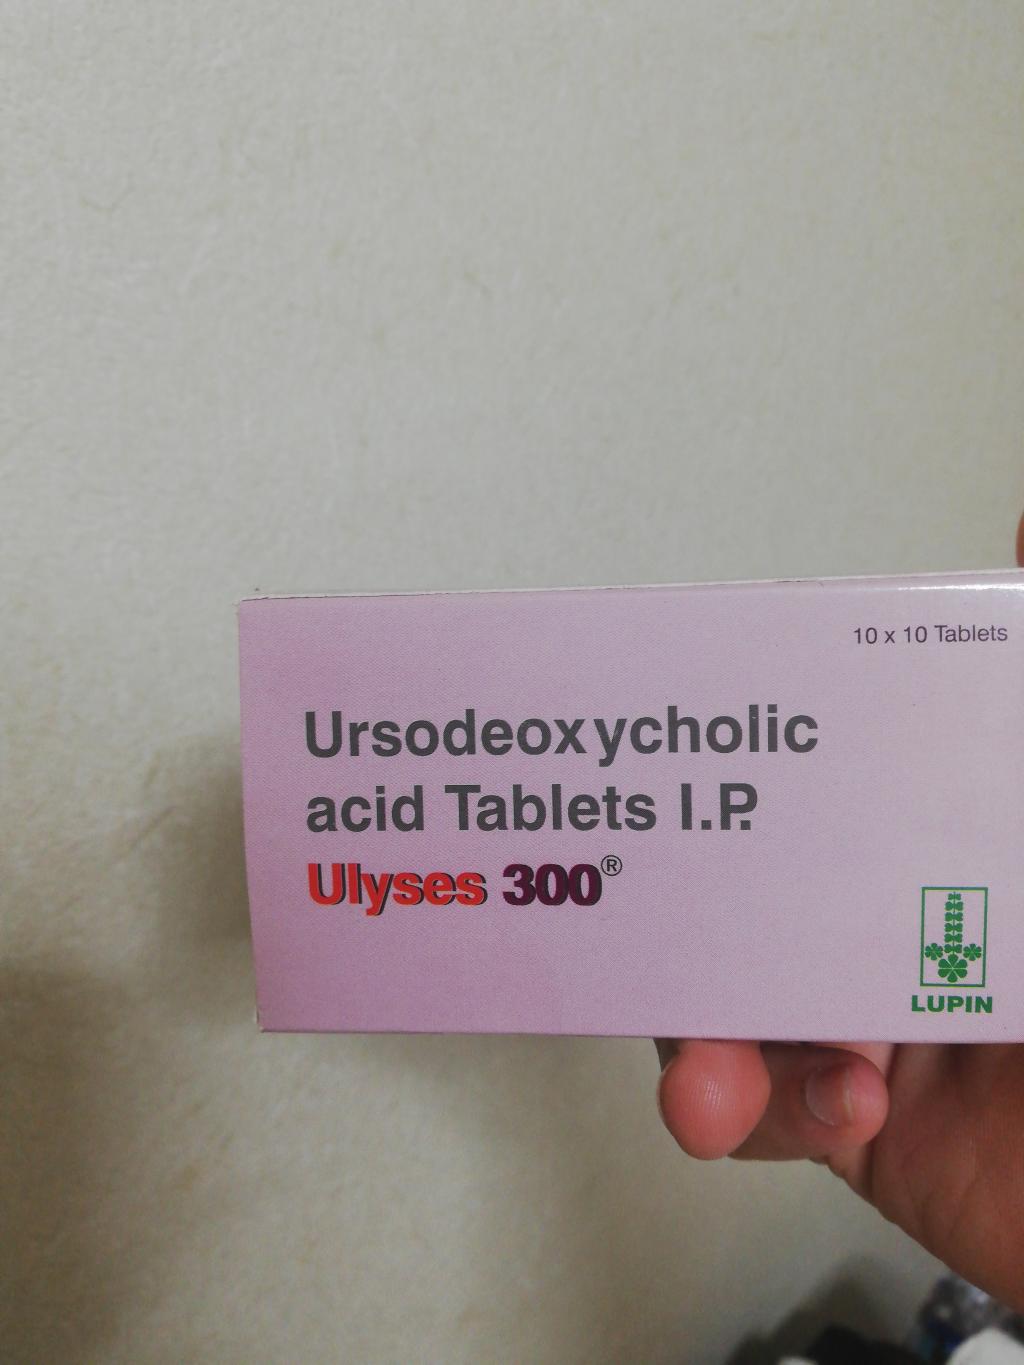 10 x 10 Tablets
Ursodeoxycholic
acid Tablets I.P.
Ulyses 300®
LUPIN